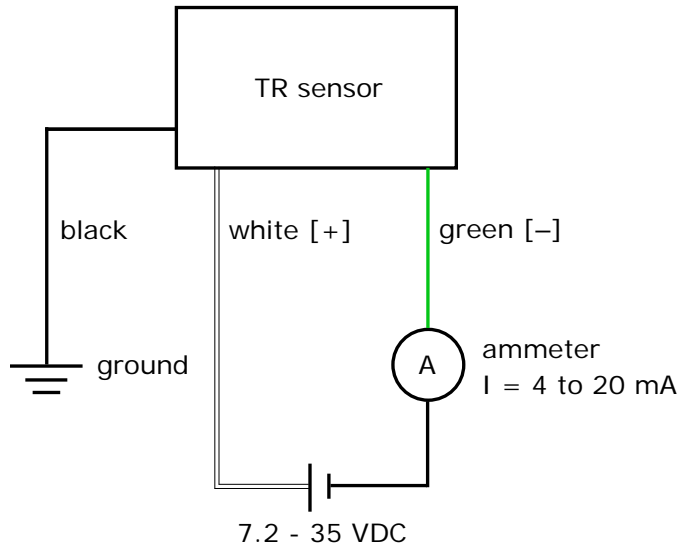 TR sensor
black
white [+]
green [–]
ground
A
ammeter
I = 4 to 20 mA
7.2 - 35 VDC